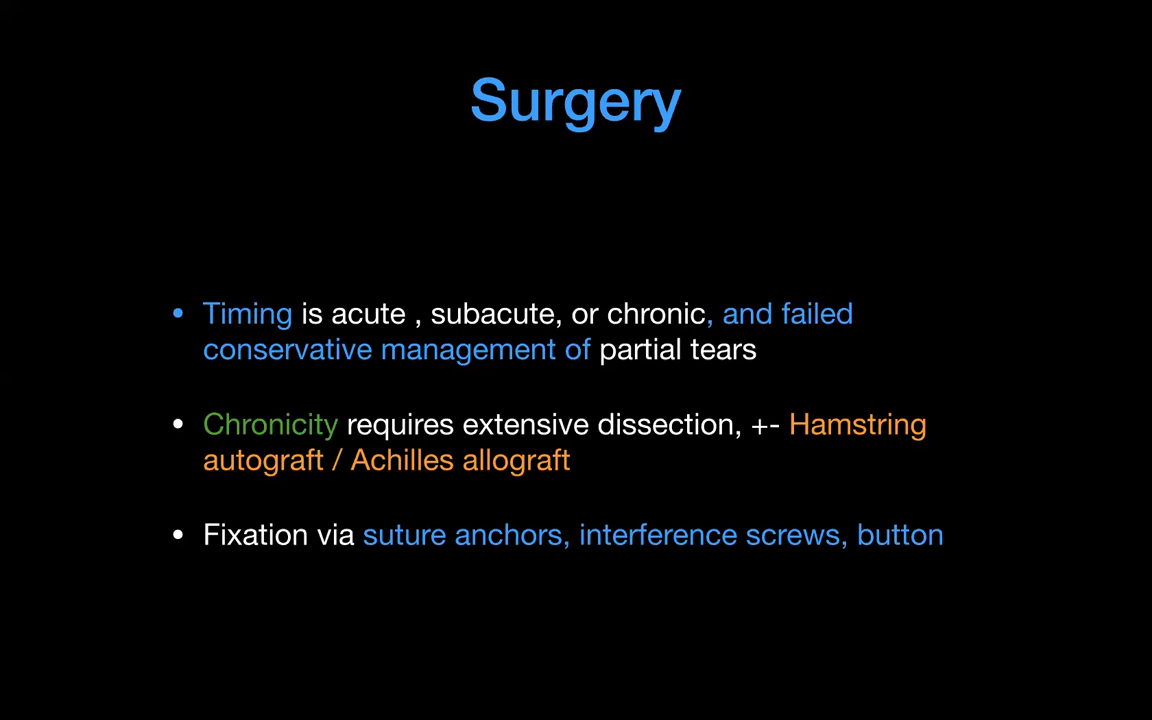 Surgery
• Timing is acute , subacute, or chronic, and failed
conservative management of partial tears
• Chronicity requires extensive dissection, +- Hamstring
autograft / Achilles allograft
• Fixation via suture anchors, interference screws, button